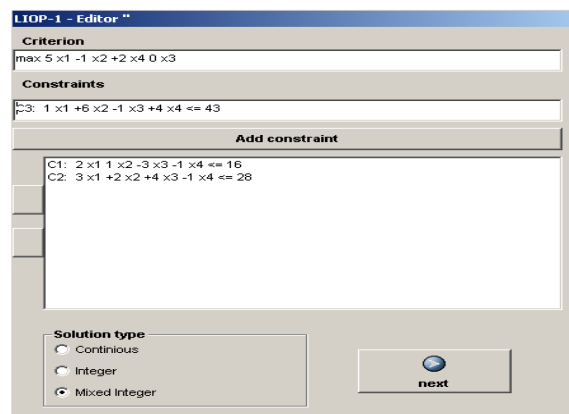 LIOP-1 - Editor "
Criterion
max 5 x1 -1 x2 +2 x4 0 x3
Constraints
C3: 1 x1 +6 x2 -1 x3 +4 x4 <= 43
Add constraint
C1: 2 x1 1 x2 -3 x3 -1 x4 <= 16
C2: 3 x1 +2 x2 +4 x3 -1 x4 <= 28
Solution type
Continious
Integer
Mixed Integer
next